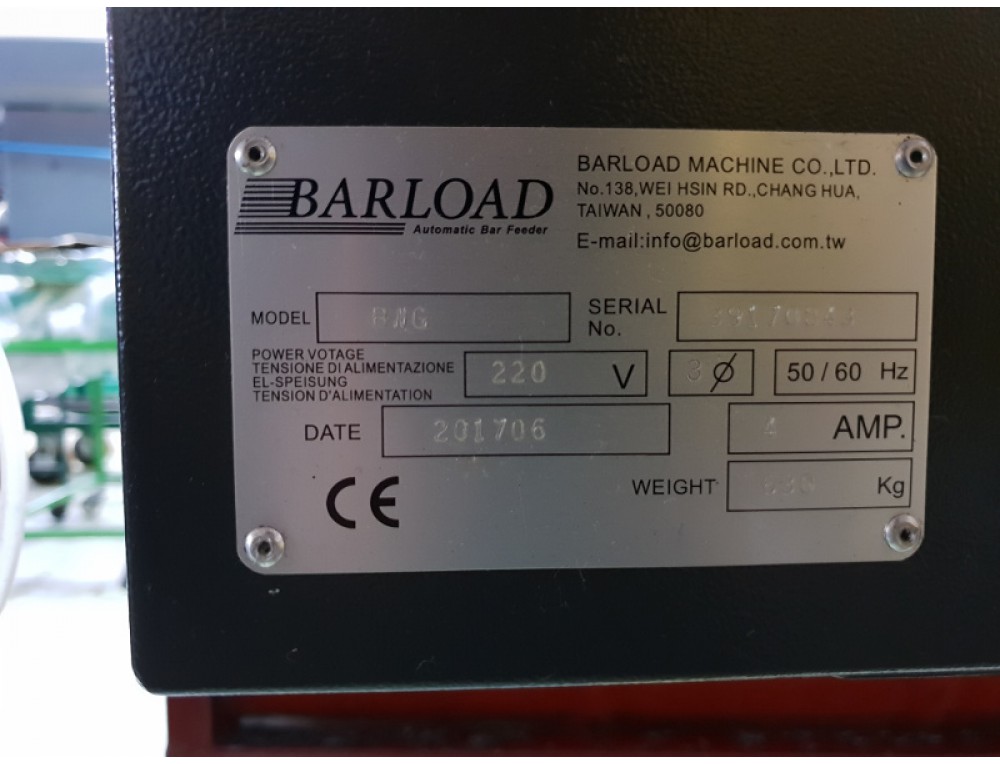 BARLOAD
Automatic Bar Feeder
BARLOAD MACHINE CO.,LTD.
No.138,WEI HSIN RD.,CHANG HUA,
TAIWAN , 50080
E-mail:info@barload.com.tw
MODEL
SERIAL
No.
POWER VOTAGE
TENSIONE DI ALIMENTAZIONE
EL-SPEISUNG
TENSION D'ALIMENTATION
220 V
3 Ø
50 / 60 Hz
DATE 201706
4 AMP.
CE
WEIGHT Kg